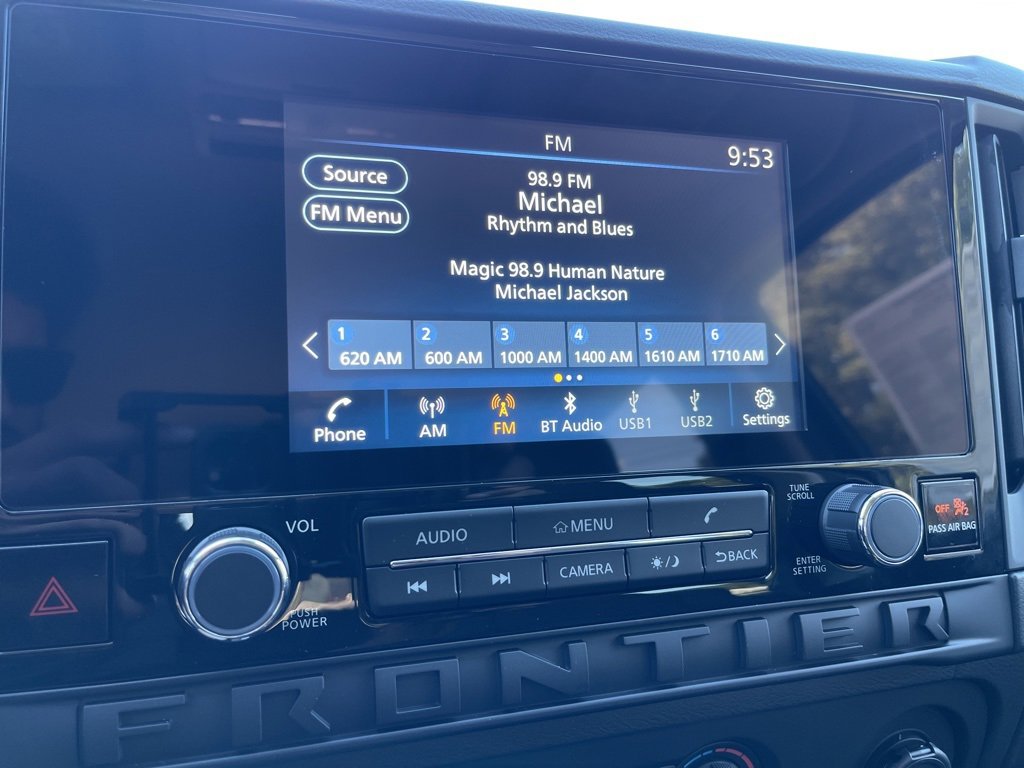 FM
9:53
Source
FM Menu
98.9 FM
Michael
Rhythm and Blues
Magic 98.9 Human Nature
Michael Jackson
1 2 3 4 5 6
620 AM 600 AM 1000 AM 1400 AM 1610 AM 1710 AM
Phone AM FM BT Audio USB1 USB2 Settings
VOL
PUSH
POWER
AUDIO MENU
CAMERA BACK
TUNE
SCROLL
ENTER
SETTING
OFF 2
PASS AIR BAG
FRONTIER